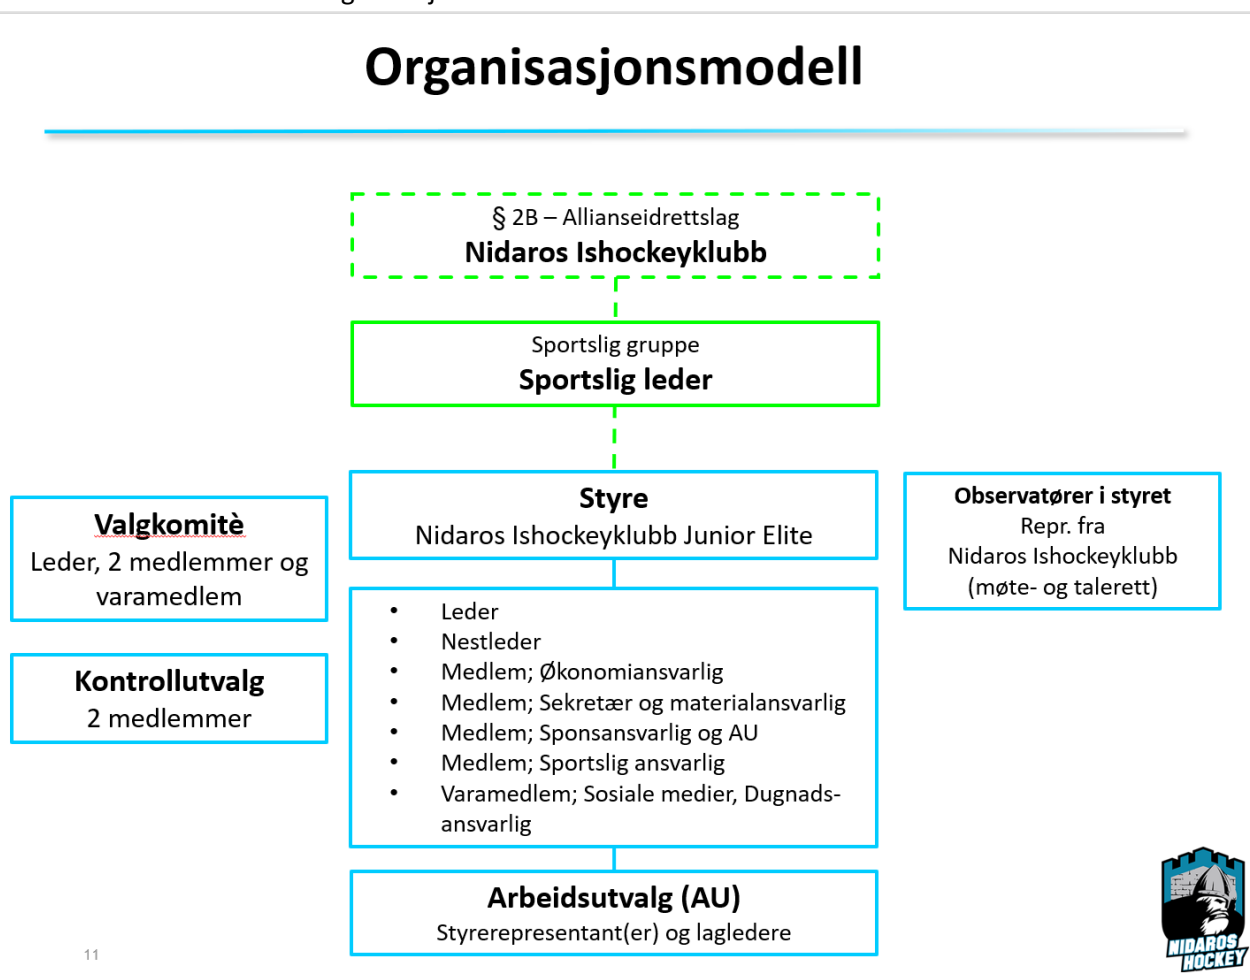 Organisasjonsmodell
§ 2B – Allianseidrettslag
Nidaros Ishockeyklubb
Sportslig gruppe
Sportslig leder
Styre
Nidaros Ishockeyklubb Junior Elite
Observatører i styret
Repr. fra
Nidaros Ishockeyklubb
(møte- og talerett)
Valgkomitè
Leder, 2 medlemmer og
varamedlem
Kontrollutvalg
2 medlemmer
• Leder
• Nestleder
• Medlem; Økonomiansvarlig
• Medlem; Sekretær og materialansvarlig
• Medlem; Sponsansvarlig og AU
• Medlem; Sportslig ansvarlig
• Varamedlem; Sosiale medier, Dugnads-
ansvarlig
Arbeidsutvalg (AU)
Styrerepresentant(er) og lagledere
11
NIDAROS
HOCKEY